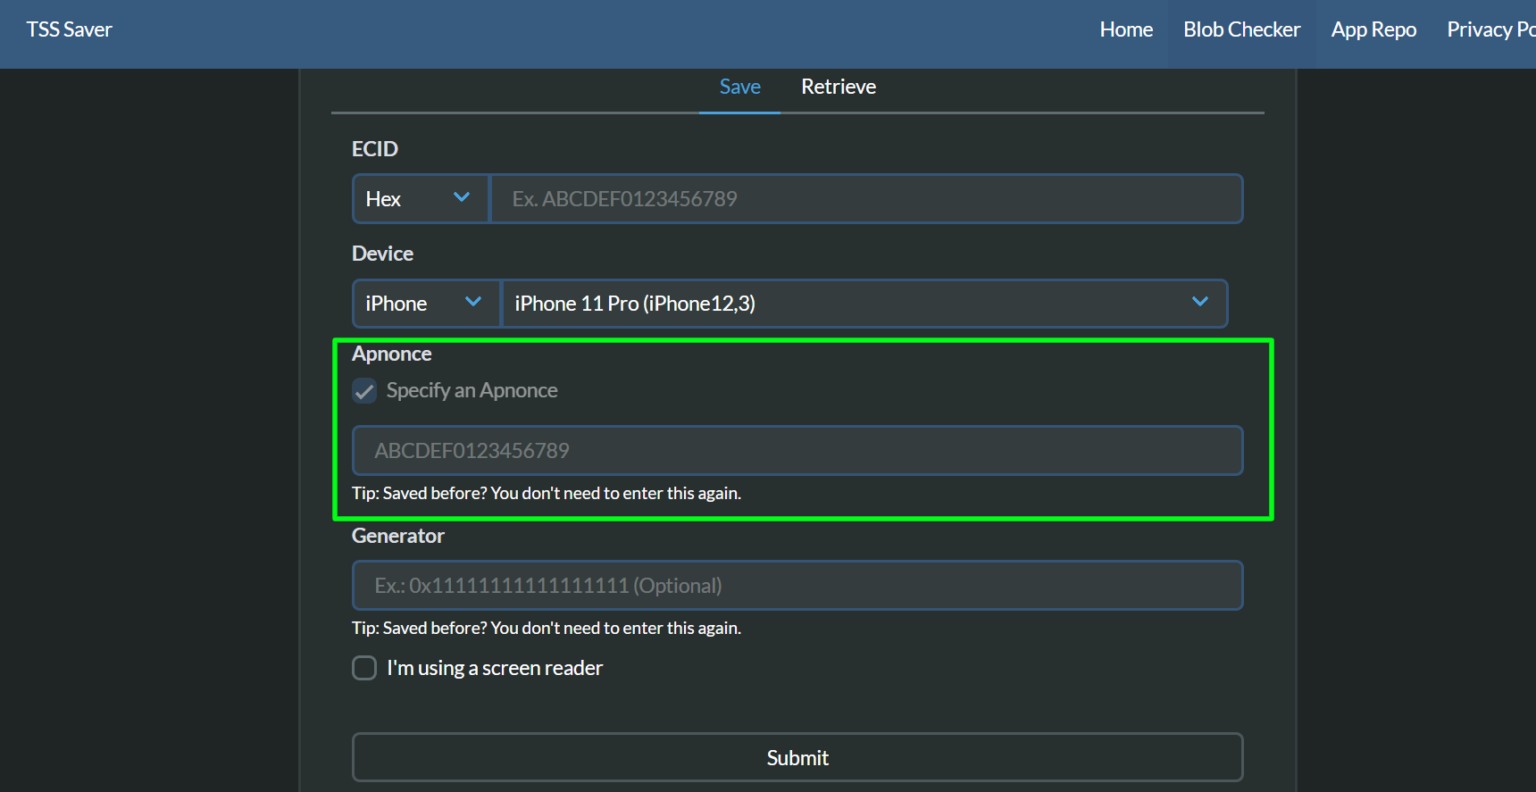 TSS Saver Home Blob Checker App Repo Privacy
Save Retrieve
ECID
Hex Ex. ABCDEF0123456789
Device
iPhone iPhone 11 Pro (iPhone12,3)
Apnonce
Specify an Apnonce
ABCDEF0123456789
Tip: Saved before? You don't need to enter this again.
Generator
Ex.: 0x1111111111111111 (Optional)
Tip: Saved before? You don't need to enter this again.
I'm using a screen reader
Submit